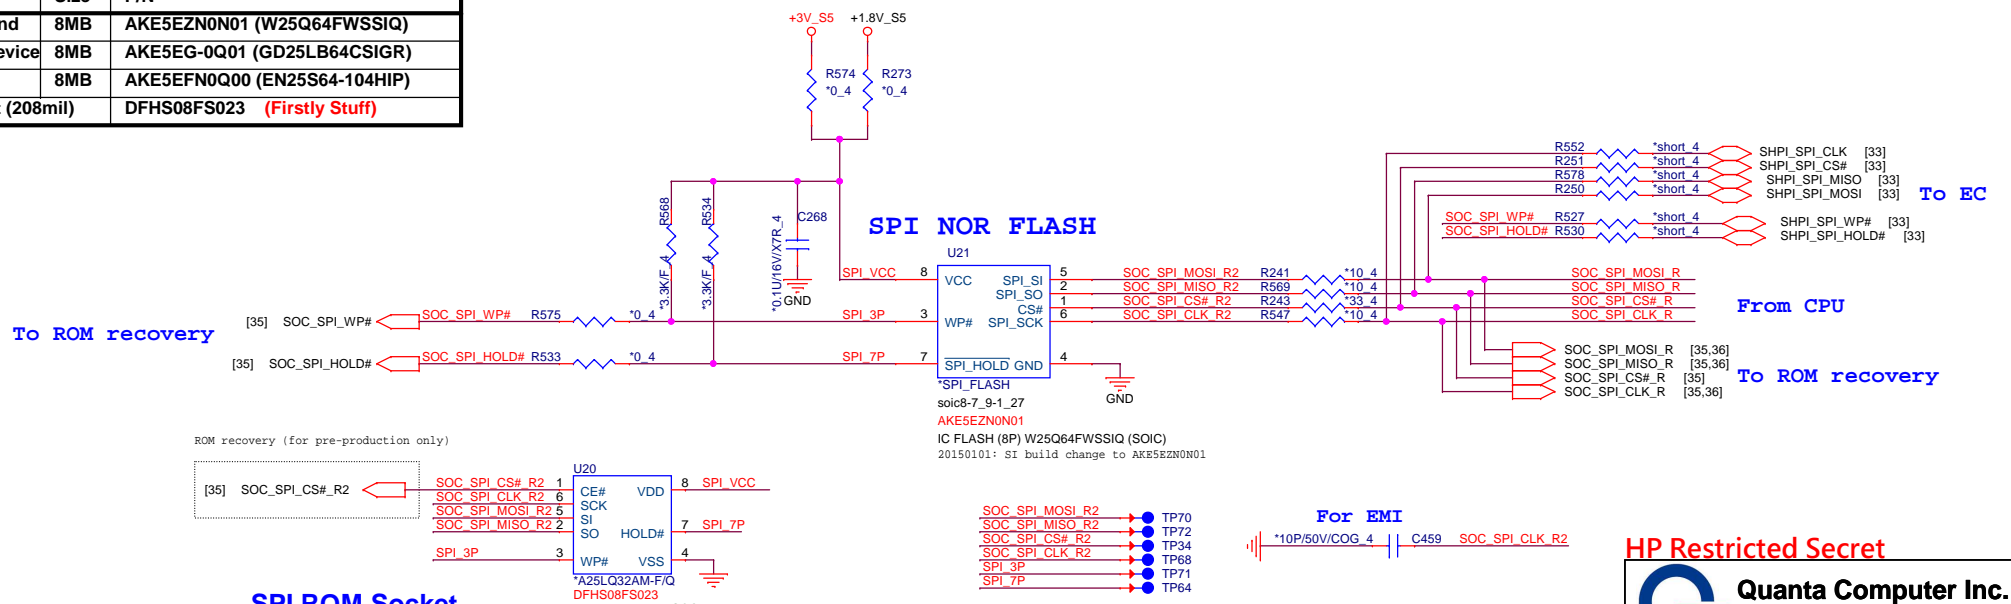 nd 8MB AKE5EZN0N01 (W25Q64FWSSIQ)
evice 8MB AKE5EG-0Q01 (GD25LB64CSIGR)
8MB AKE5EFN0Q00 (EN25S64-104HIP)
(208mil) DFHS08FS023 (Firstly Stuff)
+3V_S5 +1.8V_S5
R574 R273
*0_4 *0_4
R568 R534
*3.3K/F_4 *3.3K/F_4
*0.1U/16V/X7R_4 C268
GND
SPI NOR FLASH
U21
SPI_VCC 8 VCC SPI_SI 5 SOC_SPI_MOSI_R2 R241 *10_4 SOC_SPI_MOSI_R
SPI_SO 2 SOC_SPI_MISO_R2 R569 *10_4 SOC_SPI_MISO_R
CS# 1 SOC_SPI_CS#_R2 R243 *33_4 SOC_SPI_CS#_R
SPI_3P 3 WP# SPI_SCK 6 SOC_SPI_CLK_R2 R547 *10_4 SOC_SPI_CLK_R
From CPU
SPI_7P 7 SPI_HOLD GND 4
GND
*SPI_FLASH
soic8-7_9-1_27
AKE5EZN0N01
IC FLASH (8P) W25Q64FWSSIQ (SOIC)
20150101: SI build change to AKE5EZN0N01
R552 *short_4 SHPI_SPI_CLK [33]
R251 *short_4 SHPI_SPI_CS# [33]
R578 *short_4 SHPI_SPI_MISO [33]
R250 *short_4 SHPI_SPI_MOSI [33]
To EC
SOC_SPI_WP# R527 *short_4 SHPI_SPI_WP# [33]
SOC_SPI_HOLD# R530 *short_4 SHPI_SPI_HOLD# [33]
SOC_SPI_MOSI_R [35,36]
SOC_SPI_MISO_R [35,36]
SOC_SPI_CS#_R [35]
SOC_SPI_CLK_R [35,36]
To ROM recovery
To ROM recovery
[35] SOC_SPI_WP# SOC_SPI_WP# R575 *0_4
[35] SOC_SPI_HOLD# SOC_SPI_HOLD# R533 *0_4
ROM recovery (for pre-production only)
[35] SOC_SPI_CS#_R2
U20
SOC_SPI_CS#_R2 1 CE# VDD 8 SPI_VCC
SOC_SPI_CLK_R2 6 SCK
SOC_SPI_MOSI_R2 5 SI
SOC_SPI_MISO_R2 2 SO HOLD# 7 SPI_7P
SPI_3P 3 WP# VSS 4
*A25LQ32AM-F/Q
DFHS08FS023
SPI ROM Socket
SOC_SPI_MOSI_R2 TP70
SOC_SPI_MISO_R2 TP72
SOC_SPI_CS#_R2 TP34
SOC_SPI_CLK_R2 TP68
SPI_3P TP71
SPI_7P TP64
For EMI
*10P/50V/COG_4 C459 SOC_SPI_CLK_R2
HP Restricted Secret
Quanta Computer Inc.